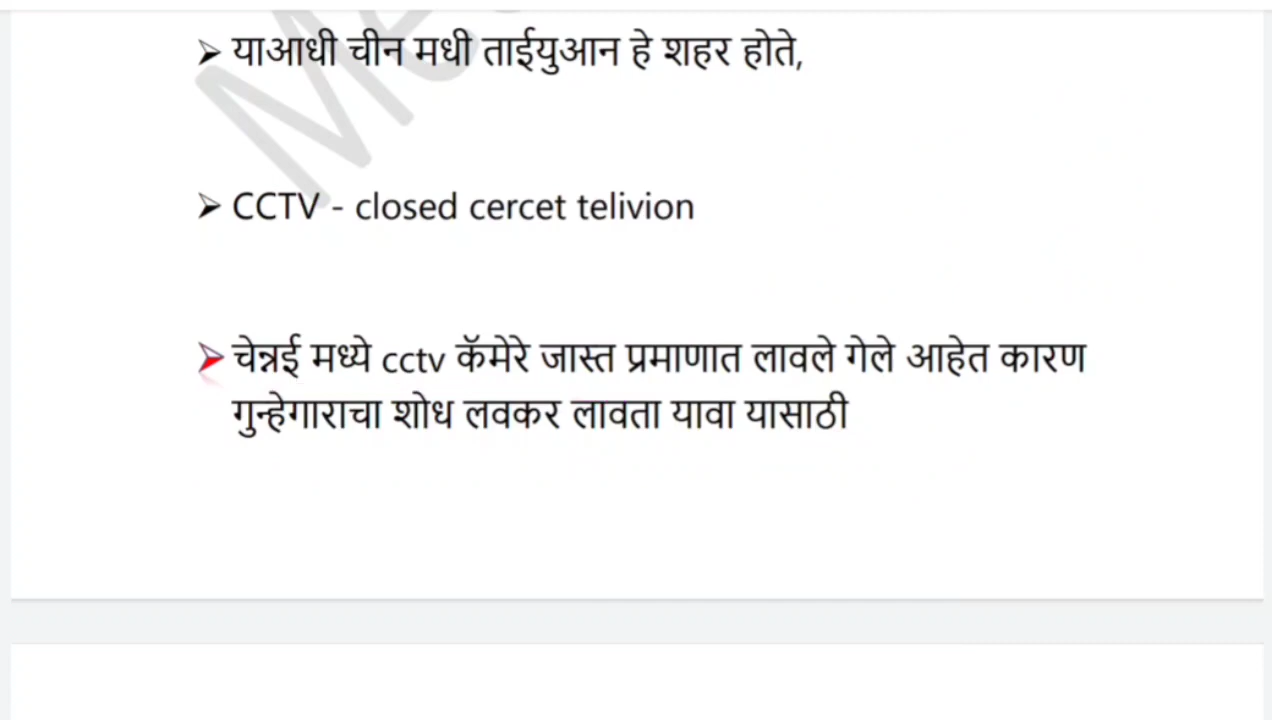 ➢ याआधी चीन मधी ताईयुआन हे शहर होते,
➢ CCTV - closed cercet telivion
➢ चेन्नई मध्ये cctv कॅमेरे जास्त प्रमाणात लावले गेले आहेत कारण
गुन्हेगाराचा शोध लवकर लावता यावा यासाठी